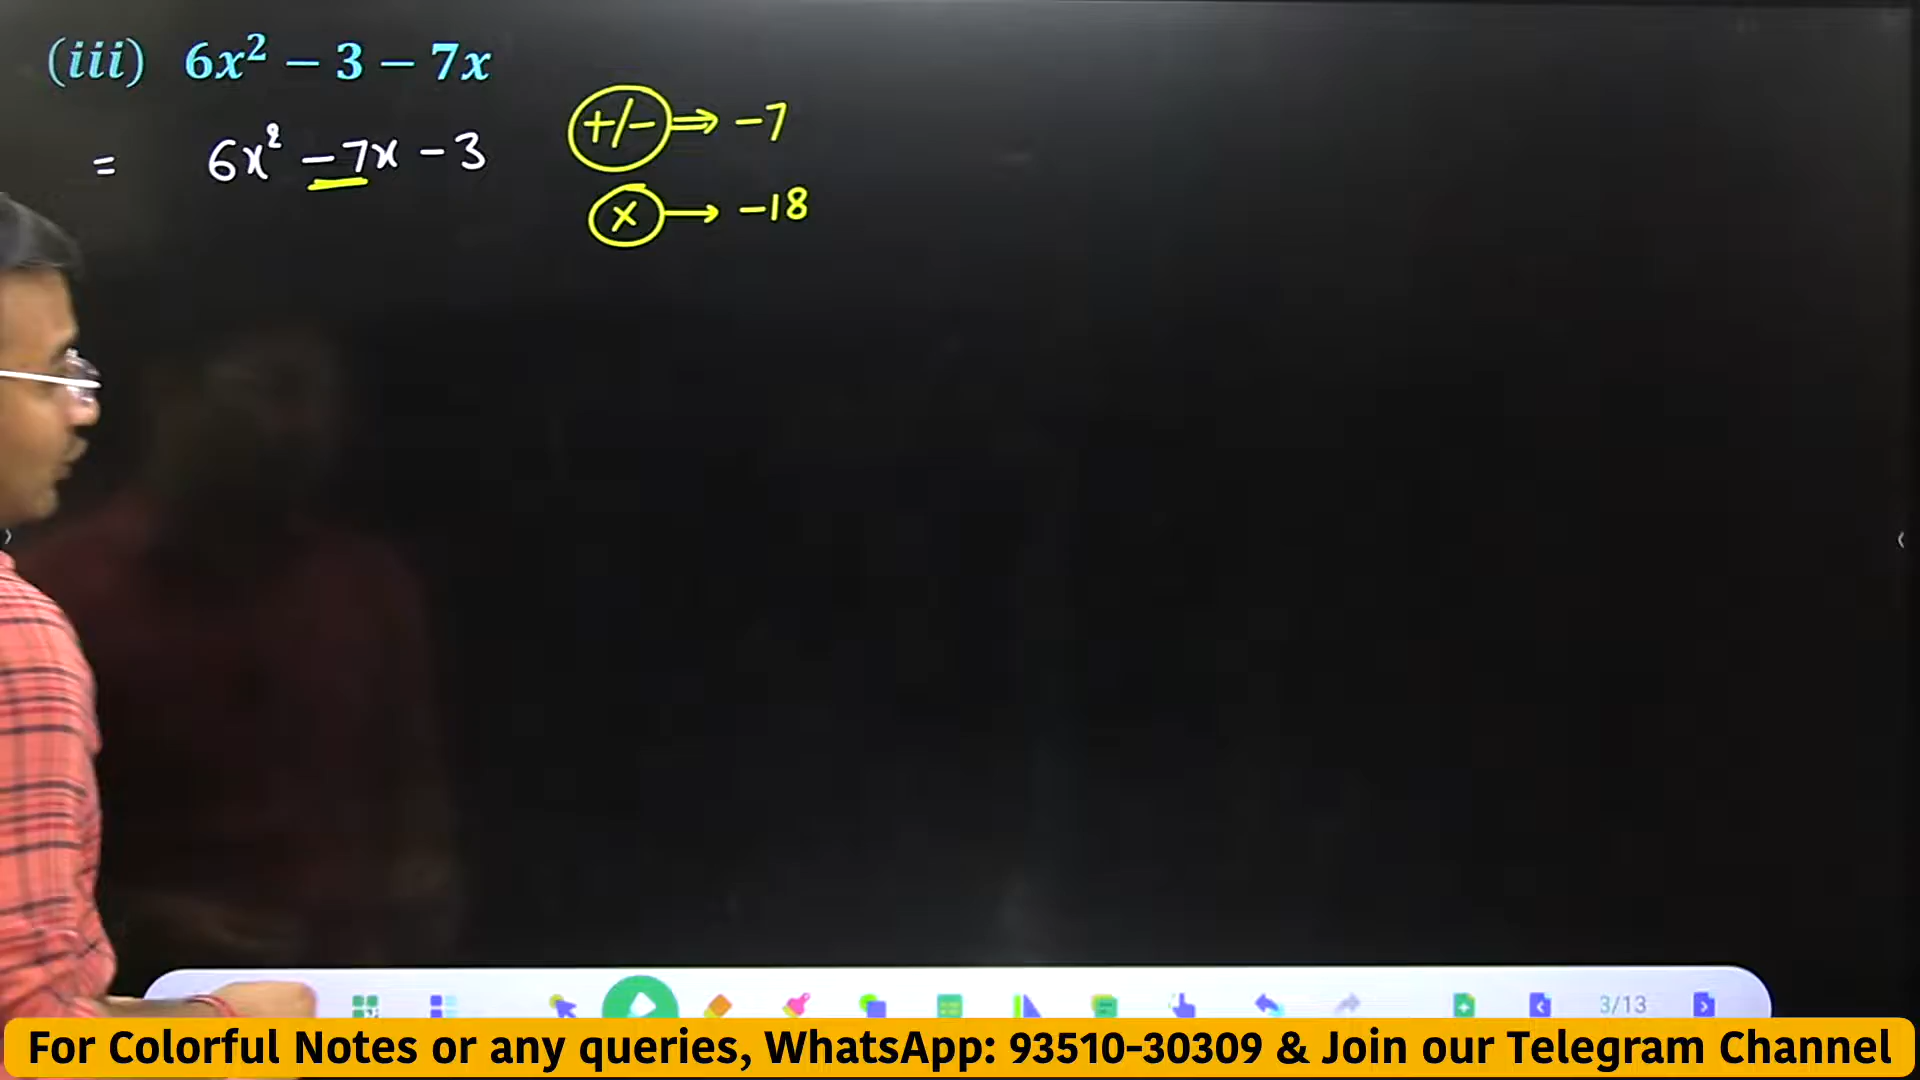 (iii) 6x² − 3 − 7x
= 6x² − 7x − 3
+/- ⇒ −7
× → −18
3/13
For Colorful Notes or any queries, WhatsApp: 93510-30309 & Join our Telegram Channel